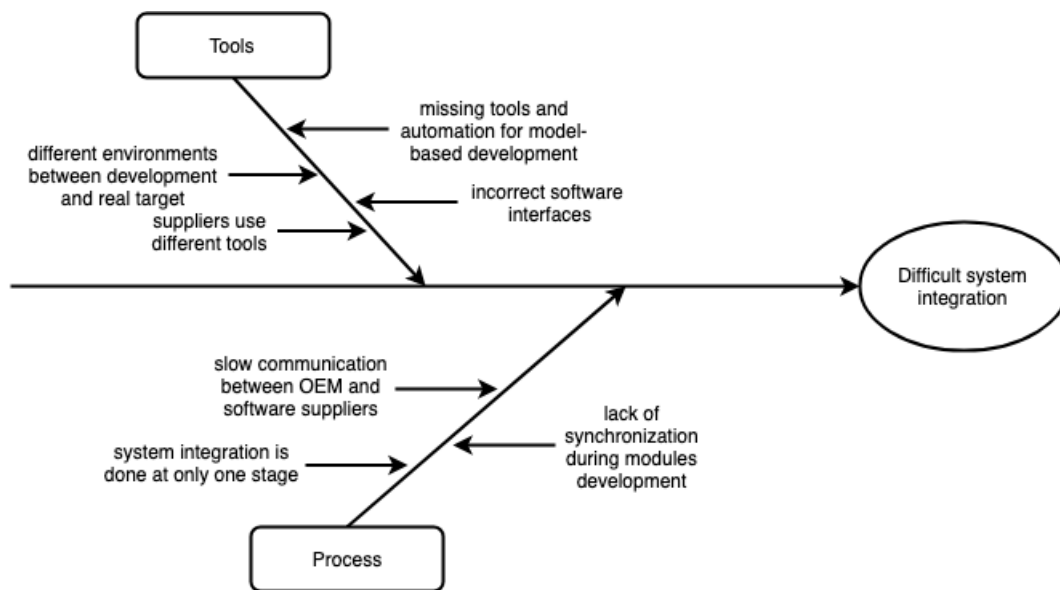 Tools
missing tools and
automation for model-
based development
different environments
between development
and real target
incorrect software
interfaces
suppliers use
different tools
Difficult system
integration
slow communication
between OEM and
software suppliers
lack of
synchronization
during modules
development
system integration is
done at only one stage
Process